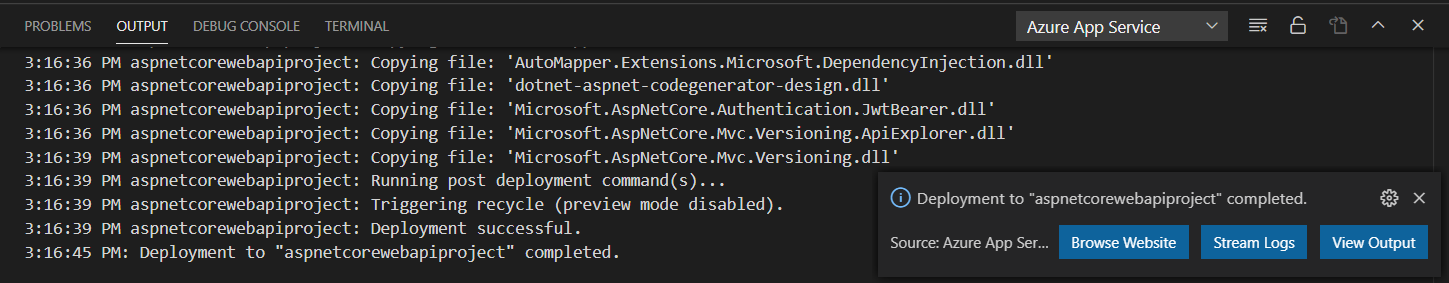 PROBLEMS OUTPUT DEBUG CONSOLE TERMINAL Azure App Service
3:16:36 PM aspnetcorewebapiproject: Copying file: 'AutoMapper.Extensions.Microsoft.DependencyInjection.dll'
3:16:36 PM aspnetcorewebapiproject: Copying file: 'dotnet-aspnet-codegenerator-design.dll'
3:16:36 PM aspnetcorewebapiproject: Copying file: 'Microsoft.AspNetCore.Authentication.JwtBearer.dll'
3:16:36 PM aspnetcorewebapiproject: Copying file: 'Microsoft.AspNetCore.Mvc.Versioning.ApiExplorer.dll'
3:16:39 PM aspnetcorewebapiproject: Copying file: 'Microsoft.AspNetCore.Mvc.Versioning.dll'
3:16:39 PM aspnetcorewebapiproject: Running post deployment command(s)...
3:16:39 PM aspnetcorewebapiproject: Triggering recycle (preview mode disabled).
3:16:39 PM aspnetcorewebapiproject: Deployment successful.
3:16:45 PM: Deployment to "aspnetcorewebapiproject" completed.
Deployment to "aspnetcorewebapiproject" completed.
Source: Azure App Ser... Browse Website Stream Logs View Output